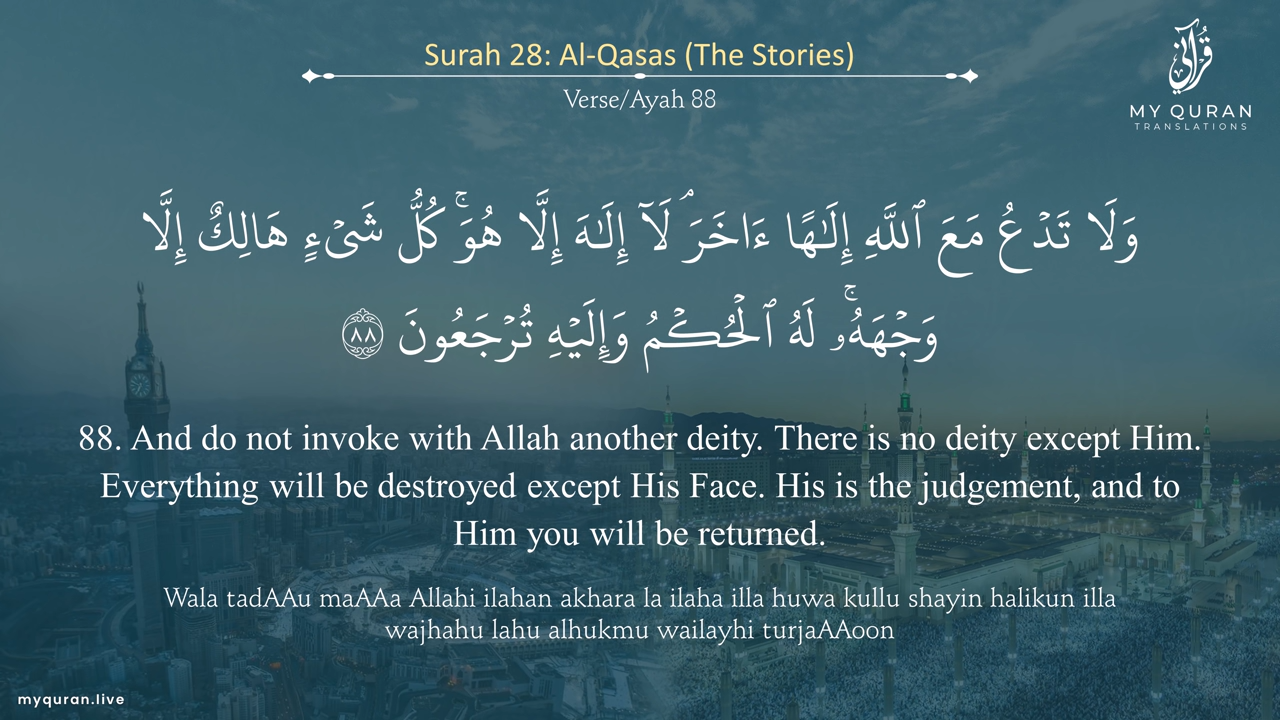 Surah 28: Al-Qasas (The Stories)
Verse/Ayah 88
قرآني
MY QURAN
TRANSLATIONS
وَلَا تَدْعُ مَعَ ٱللَّهِ إِلَـٰهًا ءَاخَرَ ۘ لَآ إِلَـٰهَ إِلَّا هُوَ ۚ كُلُّ شَىْءٍ هَالِكٌ إِلَّا
وَجْهَهُۥ ۚ لَهُ ٱلْحُكْمُ وَإِلَيْهِ تُرْجَعُونَ ٨٨
88. And do not invoke with Allah another deity. There is no deity except Him.
Everything will be destroyed except His Face. His is the judgement, and to
Him you will be returned.
Wala tadAAu maAAa Allahi ilahan akhara la ilaha illa huwa kullu shayin halikun illa
wajhahu lahu alhukmu wailayhi turjaAAoon
myquran.live